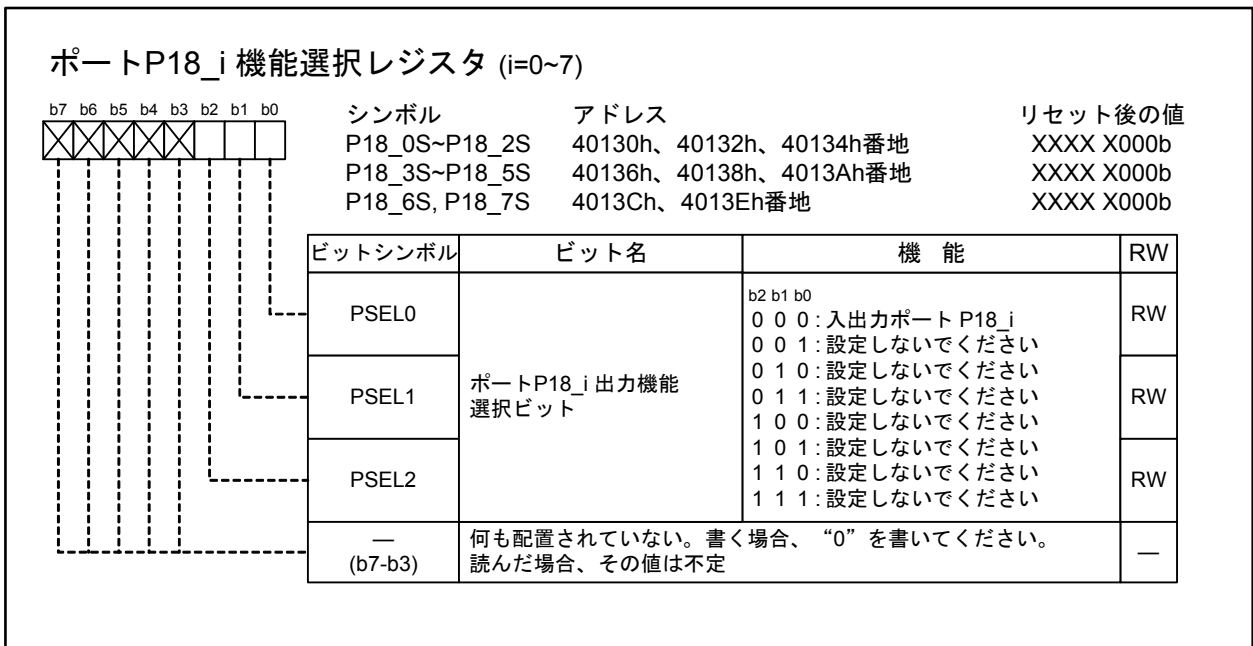 ポートP18_i 機能選択レジスタ (i=0~7)
b7 b6 b5 b4 b3 b2 b1 b0
シンボル アドレス リセット後の値
P18_0S~P18_2S 40130h、40132h、40134h番地 XXXX X000b
P18_3S~P18_5S 40136h、40138h、4013Ah番地 XXXX X000b
P18_6S, P18_7S 4013Ch、4013Eh番地 XXXX X000b
ビットシンボル ビット名 機 能 RW
PSEL0
PSEL1
PSEL2
ポートP18_i 出力機能
選択ビット
b2 b1 b0
0 0 0 : 入出力ポート P18_i
0 0 1 : 設定しないでください
0 1 0 : 設定しないでください
0 1 1 : 設定しないでください
1 0 0 : 設定しないでください
1 0 1 : 設定しないでください
1 1 0 : 設定しないでください
1 1 1 : 設定しないでください
RW
RW
RW
—
(b7-b3)
何も配置されていない。書く場合、“0”を書いてください。
読んだ場合、その値は不定
—